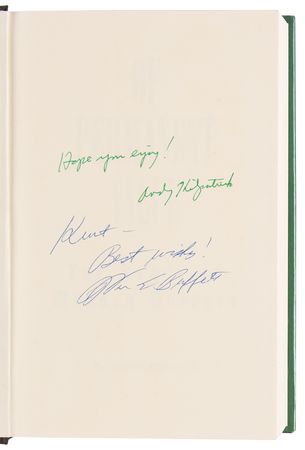 Hope you enjoy!
Andy Kilpatrick
Kurt –
Best wishes!
Warren E Buffett